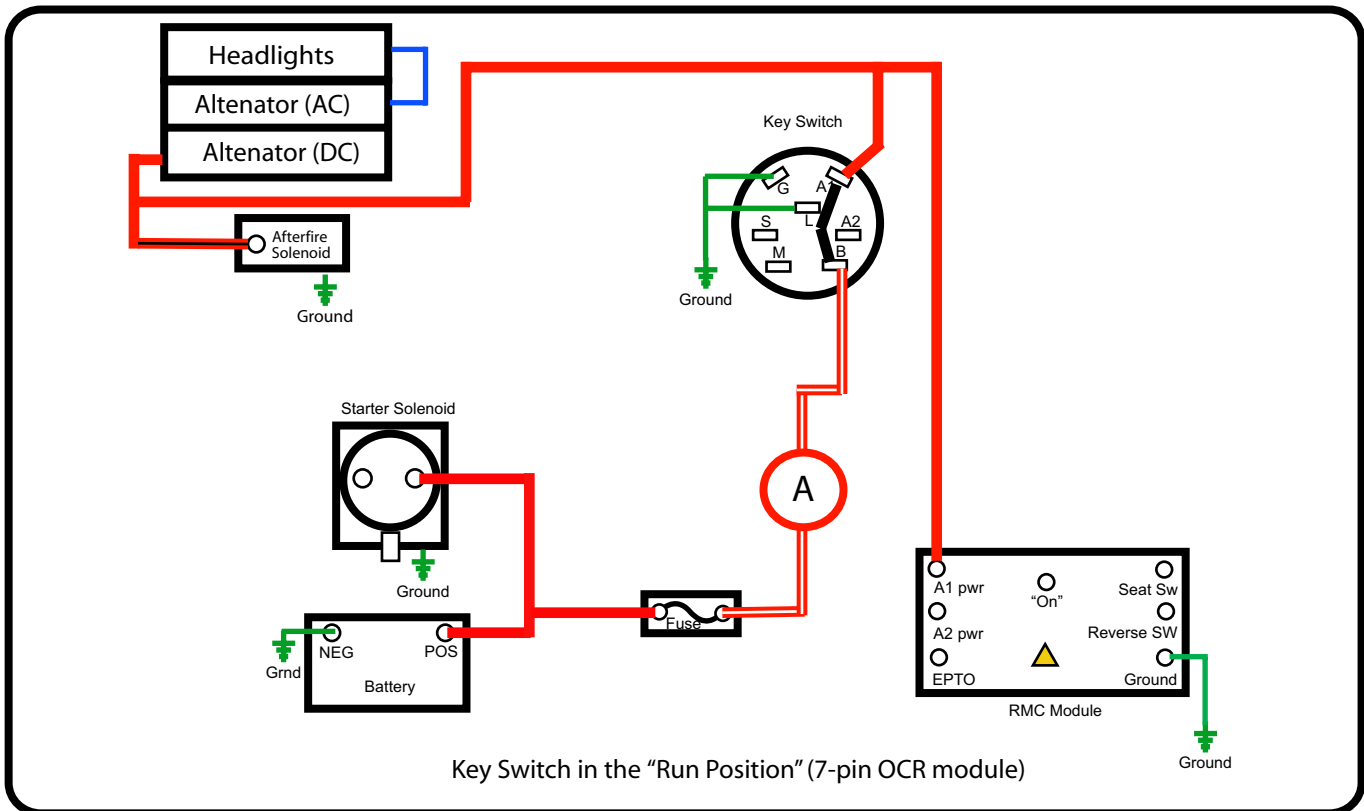 Headlights
Altenator (AC)
Altenator (DC)
Afterfire
Solenoid
Ground
Key Switch
G
A1
L
S
A2
M
B
Ground
Starter Solenoid
Ground
A
Fuse
NEG
POS
Grnd
Battery
A1 pwr
"On"
Seat Sw
A2 pwr
Reverse SW
EPTO
Ground
RMC Module
Ground
Key Switch in the “Run Position” (7-pin OCR module)